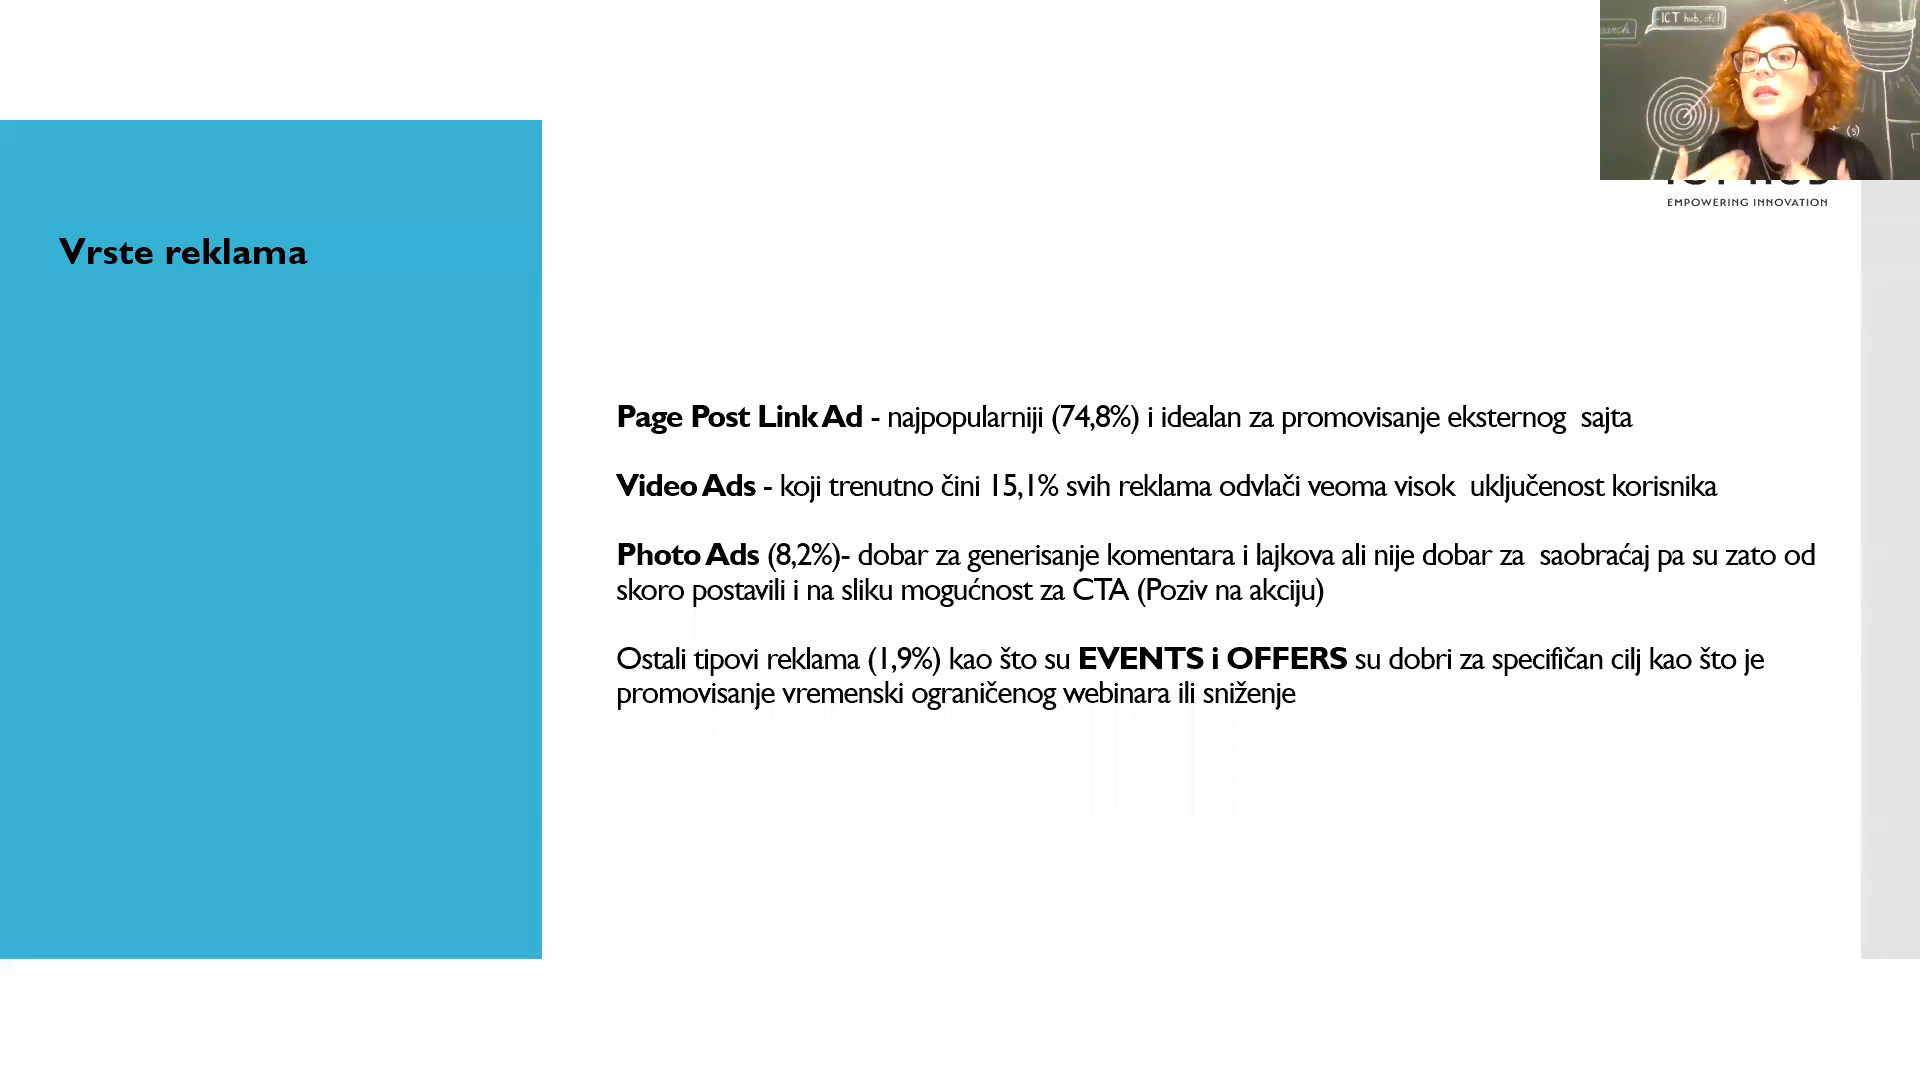 ICT hub, ofc!
Vrste reklama
EMPOWERING INNOVATION
Page Post Link Ad - najpopularniji (74,8%) i idealan za promovisanje eksternog sajta
Video Ads - koji trenutno čini 15,1% svih reklama odvlači veoma visok uključenost korisnika
Photo Ads (8,2%)- dobar za generisanje komentara i lajkova ali nije dobar za saobraćaj pa su zato od
skoro postavili i na sliku mogućnost za CTA (Poziv na akciju)
Ostali tipovi reklama (1,9%) kao što su EVENTS i OFFERS su dobri za specifičan cilj kao što je
promovisanje vremenski ograničenog webinara ili sniženje